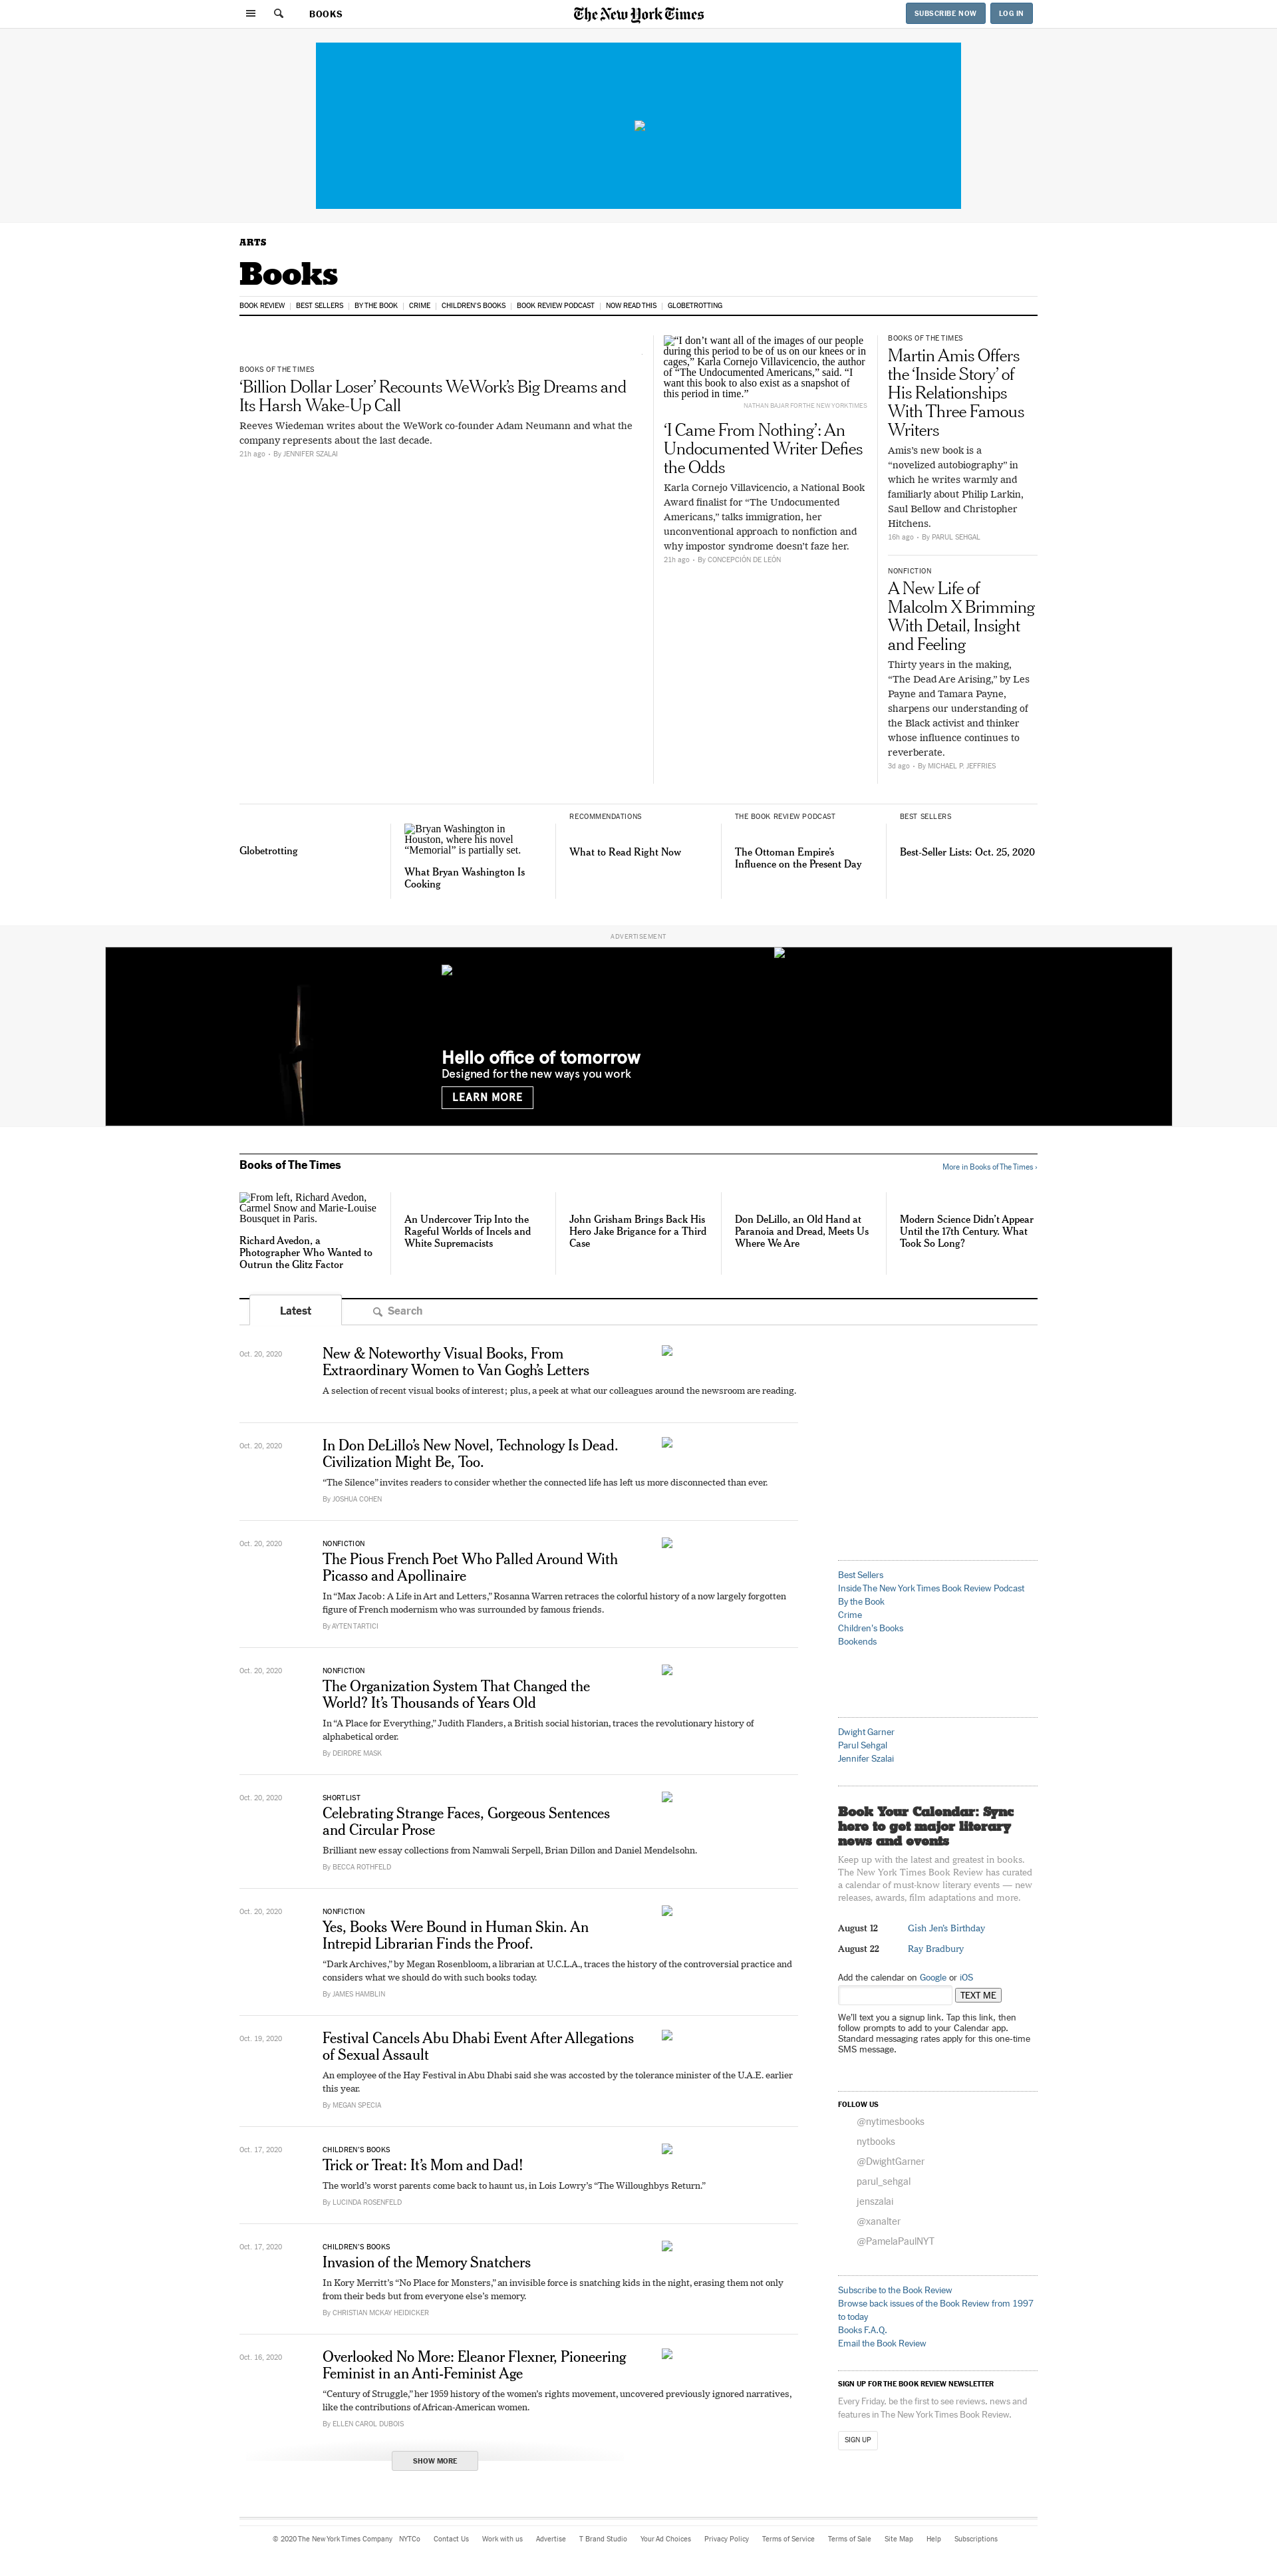 BOOKS
The New York Times
SUBSCRIBE NOW
LOG IN
ARTS
Books
BOOK REVIEW
BEST SELLERS
BY THE BOOK
CRIME
CHILDREN'S BOOKS
BOOK REVIEW PODCAST
NOW READ THIS
GLOBETROTTING
BOOKS OF THE TIMES
‘Billion Dollar Loser’ Recounts WeWork’s Big Dreams and
Its Harsh Wake-Up Call
Reeves Wiedeman writes about the WeWork co-founder Adam Neumann and what the
company represents about the last decade.
21h ago - By JENNIFER SZALAI
“I don’t want all of the images of our people
during this period to be of us on our knees or in
cages,” Karla Cornejo Villavicencio, the author
of “The Undocumented Americans,” said. “I
want this book to also exist as a snapshot of
this period in time.”
NATHAN BAJAR FOR THE NEW YORK TIMES
‘I Came From Nothing’: An
Undocumented Writer Defies
the Odds
Karla Cornejo Villavicencio, a National Book
Award finalist for “The Undocumented
Americans,” talks immigration, her
unconventional approach to nonfiction and
why impostor syndrome doesn’t faze her.
21h ago - By CONCEPCIÓN DE LEÓN
BOOKS OF THE TIMES
Martin Amis Offers
the ‘Inside Story’ of
His Relationships
With Three Famous
Writers
Amis’s new book is a
“novelized autobiography” in
which he writes warmly and
familiarly about Philip Larkin,
Saul Bellow and Christopher
Hitchens.
16h ago - By PARUL SEHGAL
NONFICTION
A New Life of
Malcolm X Brimming
With Detail, Insight
and Feeling
Thirty years in the making,
“The Dead Are Arising,” by Les
Payne and Tamara Payne,
sharpens our understanding of
the Black activist and thinker
whose influence continues to
reverberate.
3d ago - By MICHAEL P. JEFFRIES
Globetrotting
Bryan Washington in
Houston, where his novel
“Memorial” is partially set.
What Bryan Washington Is
Cooking
RECOMMENDATIONS
What to Read Right Now
THE BOOK REVIEW PODCAST
The Ottoman Empire’s
Influence on the Present Day
BEST SELLERS
Best-Seller Lists: Oct. 25, 2020
ADVERTISEMENT
Hello office of tomorrow
Designed for the new ways you work
LEARN MORE
Books of The Times
More in Books of The Times ›
From left, Richard Avedon,
Carmel Snow and Marie-Louise
Bousquet in Paris.
Richard Avedon, a
Photographer Who Wanted to
Outrun the Glitz Factor
An Undercover Trip Into the
Rageful Worlds of Incels and
White Supremacists
John Grisham Brings Back His
Hero Jake Brigance for a Third
Case
Don DeLillo, an Old Hand at
Paranoia and Dread, Meets Us
Where We Are
Modern Science Didn’t Appear
Until the 17th Century. What
Took So Long?
Latest
Search
Oct. 20, 2020
New & Noteworthy Visual Books, From
Extraordinary Women to Van Gogh’s Letters
A selection of recent visual books of interest; plus, a peek at what our colleagues around the newsroom are reading.
Oct. 20, 2020
In Don DeLillo’s New Novel, Technology Is Dead.
Civilization Might Be, Too.
“The Silence” invites readers to consider whether the connected life has left us more disconnected than ever.
By JOSHUA COHEN
Oct. 20, 2020
NONFICTION
The Pious French Poet Who Palled Around With
Picasso and Apollinaire
In “Max Jacob: A Life in Art and Letters,” Rosanna Warren retraces the colorful history of a now largely forgotten
figure of French modernism who was surrounded by famous friends.
By AYTEN TARTICI
Oct. 20, 2020
NONFICTION
The Organization System That Changed the
World? It’s Thousands of Years Old
In “A Place for Everything,” Judith Flanders, a British social historian, traces the revolutionary history of
alphabetical order.
By DEIRDRE MASK
Oct. 20, 2020
SHORTLIST
Celebrating Strange Faces, Gorgeous Sentences
and Circular Prose
Brilliant new essay collections from Namwali Serpell, Brian Dillon and Daniel Mendelsohn.
By BECCA ROTHFELD
Oct. 20, 2020
NONFICTION
Yes, Books Were Bound in Human Skin. An
Intrepid Librarian Finds the Proof.
“Dark Archives,” by Megan Rosenbloom, a librarian at U.C.L.A., traces the history of the controversial practice and
considers what we should do with such books today.
By JAMES HAMBLIN
Oct. 19, 2020
Festival Cancels Abu Dhabi Event After Allegations
of Sexual Assault
An employee of the Hay Festival in Abu Dhabi said she was accosted by the tolerance minister of the U.A.E. earlier
this year.
By MEGAN SPECIA
Oct. 17, 2020
CHILDREN’S BOOKS
Trick or Treat: It’s Mom and Dad!
The world’s worst parents come back to haunt us, in Lois Lowry’s “The Willoughbys Return.”
By LUCINDA ROSENFELD
Oct. 17, 2020
CHILDREN’S BOOKS
Invasion of the Memory Snatchers
In Kory Merritt’s “No Place for Monsters,” an invisible force is snatching kids in the night, erasing them not only
from their beds but from everyone else’s memory.
By CHRISTIAN MCKAY HEIDICKER
Oct. 16, 2020
Overlooked No More: Eleanor Flexner, Pioneering
Feminist in an Anti-Feminist Age
“Century of Struggle,” her 1959 history of the women’s rights movement, uncovered previously ignored narratives,
like the contributions of African-American women.
By ELLEN CAROL DUBOIS
SHOW MORE
Best Sellers
Inside The New York Times Book Review Podcast
By the Book
Crime
Children's Books
Bookends
Dwight Garner
Parul Sehgal
Jennifer Szalai
Book Your Calendar: Sync
here to get major literary
news and events
Keep up with the latest and greatest in books.
The New York Times Book Review has curated
a calendar of must-know literary events — new
releases, awards, film adaptations and more.
August 12 Gish Jen's Birthday
August 22 Ray Bradbury
Add the calendar on Google or iOS
TEXT ME
We’ll text you a signup link. Tap this link, then
follow prompts to add to your Calendar app.
Standard messaging rates apply for this one-time
SMS message.
FOLLOW US
@nytimesbooks
nytbooks
@DwightGarner
parul_sehgal
jenszalai
@xanalter
@PamelaPaulNYT
Subscribe to the Book Review
Browse back issues of the Book Review from 1997
to today
Books F.A.Q.
Email the Book Review
SIGN UP FOR THE BOOK REVIEW NEWSLETTER
Every Friday, be the first to see reviews, news and
features in The New York Times Book Review.
SIGN UP
© 2020 The New York Times Company NYTCo Contact Us Work with us Advertise T Brand Studio Your Ad Choices Privacy Policy Terms of Service Terms of Sale Site Map Help Subscriptions